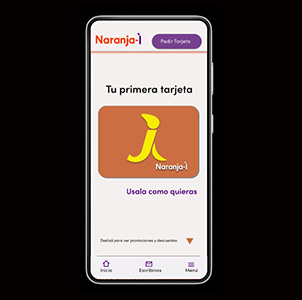 Naranja-i
Pedir Tarjeta
Tu primera tarjeta
Naranja-i
Usala como quieras
Deslizá para ver promociones y descuentos
Inicio
Escribinos
Menú